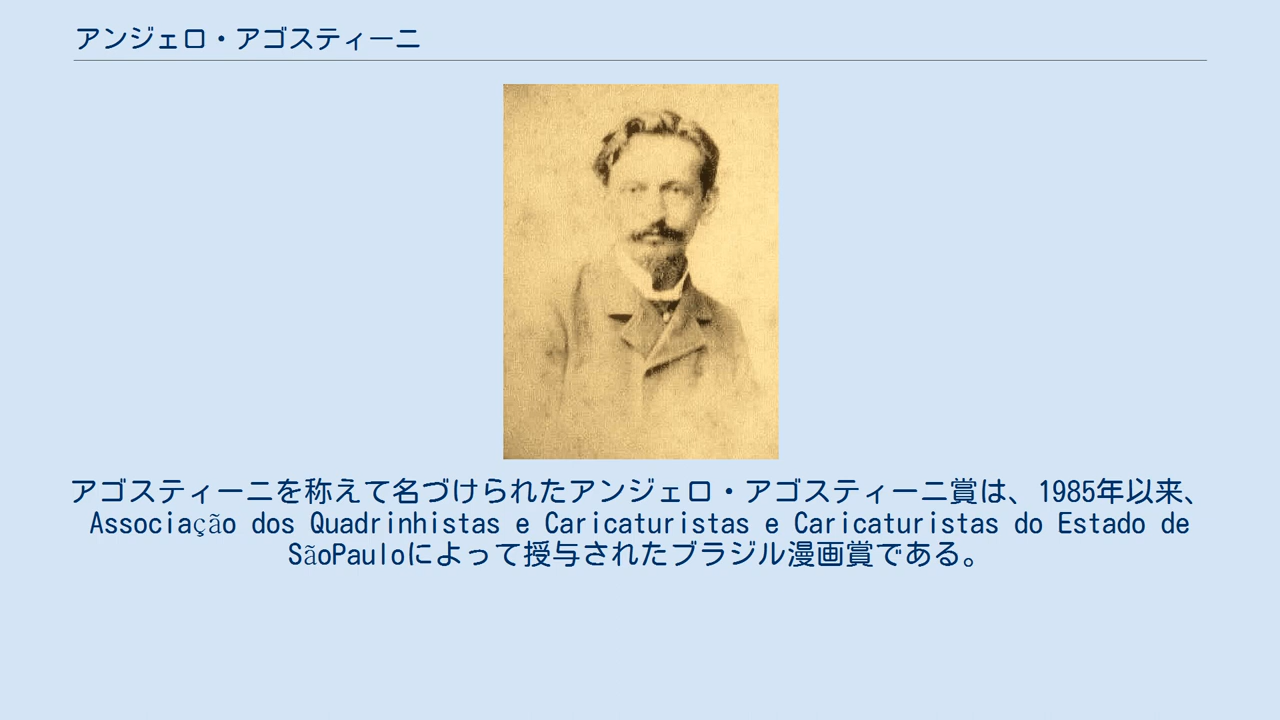 アンジェロ・アゴスティーニ
アゴスティーニを称えて名づけられたアンジェロ・アゴスティーニ賞は、1985年以来、
Associação dos Quadrinhistas e Caricaturistas e Caricaturistas do Estado de
SãoPauloによって授与されたブラジル漫画賞である。